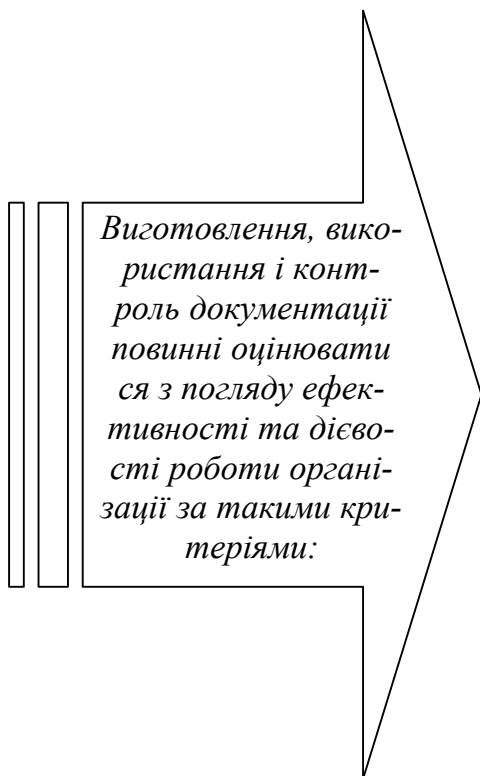 Виготовлення, вико-
ристання і конт-
роль документації
повинні оцінювати
ся з погляду ефек-
тивності та дієво-
сті роботи органі-
зації за такими кри-
теріями: